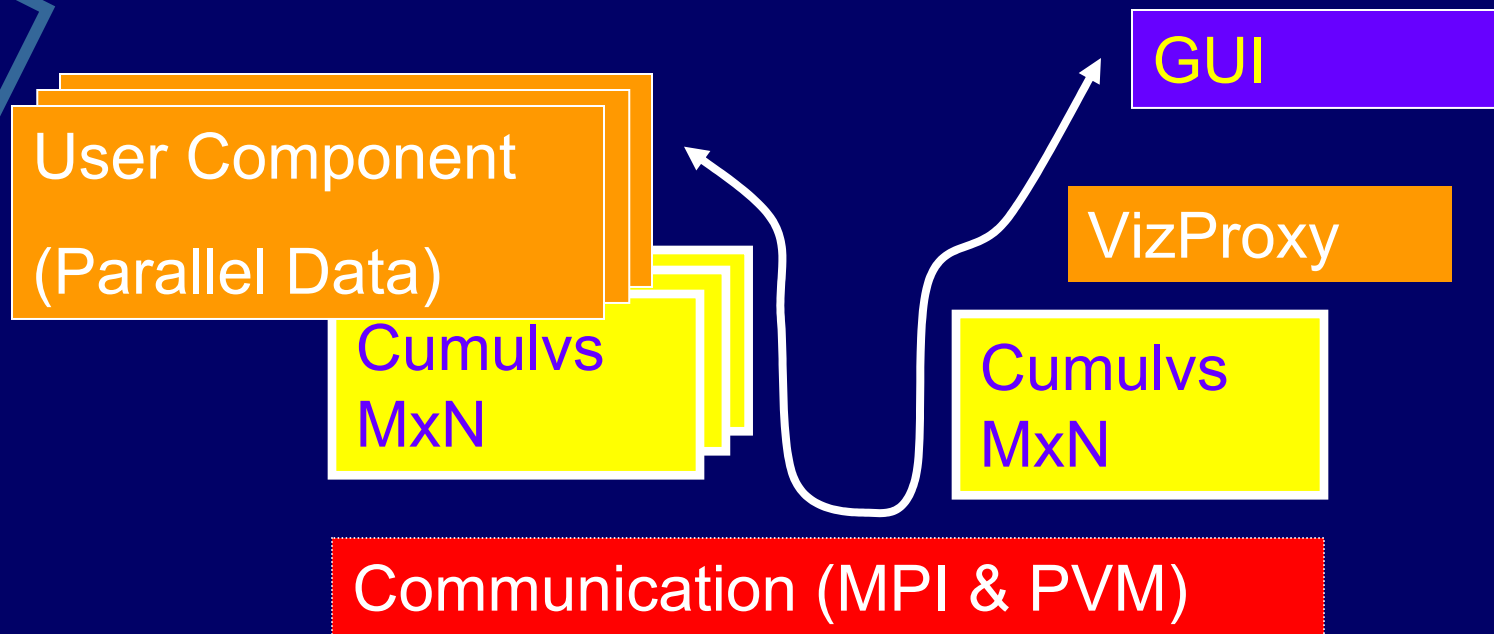 GUI
User Component
(Parallel Data)
VizProxy
Cumulvs
MxN
Cumulvs
MxN
Communication (MPI & PVM)